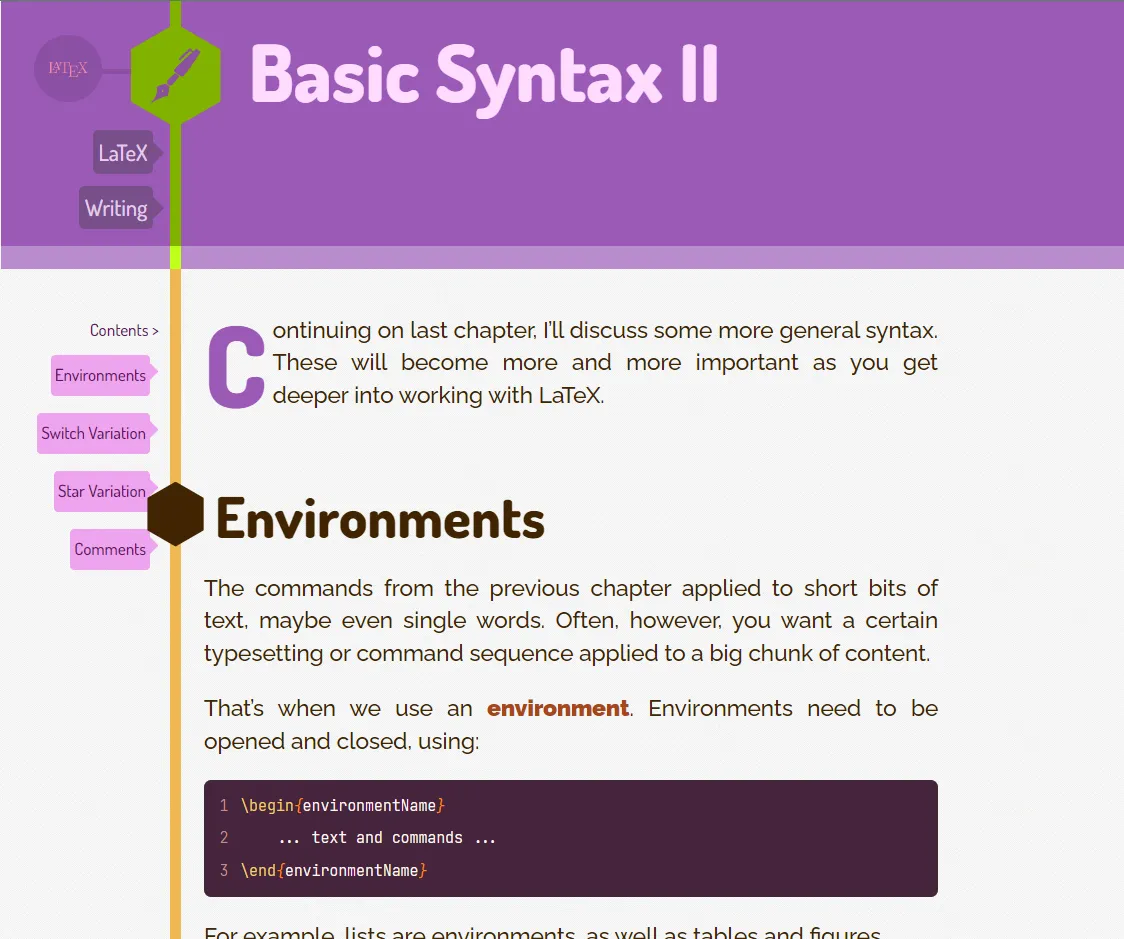 LATEX
Basic Syntax II
LaTeX
Writing
Contents >
Environments
Switch Variation
Star Variation
Comments
Continuing on last chapter, I'll discuss some more general syntax.
These will become more and more important as you get
deeper into working with LaTeX.
Environments
The commands from the previous chapter applied to short bits of
text, maybe even single words. Often, however, you want a certain
typesetting or command sequence applied to a big chunk of content.
That's when we use an environment. Environments need to be
opened and closed, using:
1 \begin{environmentName}
2     ... text and commands ...
3 \end{environmentName}
For example, lists are environments, as well as tables and figures.